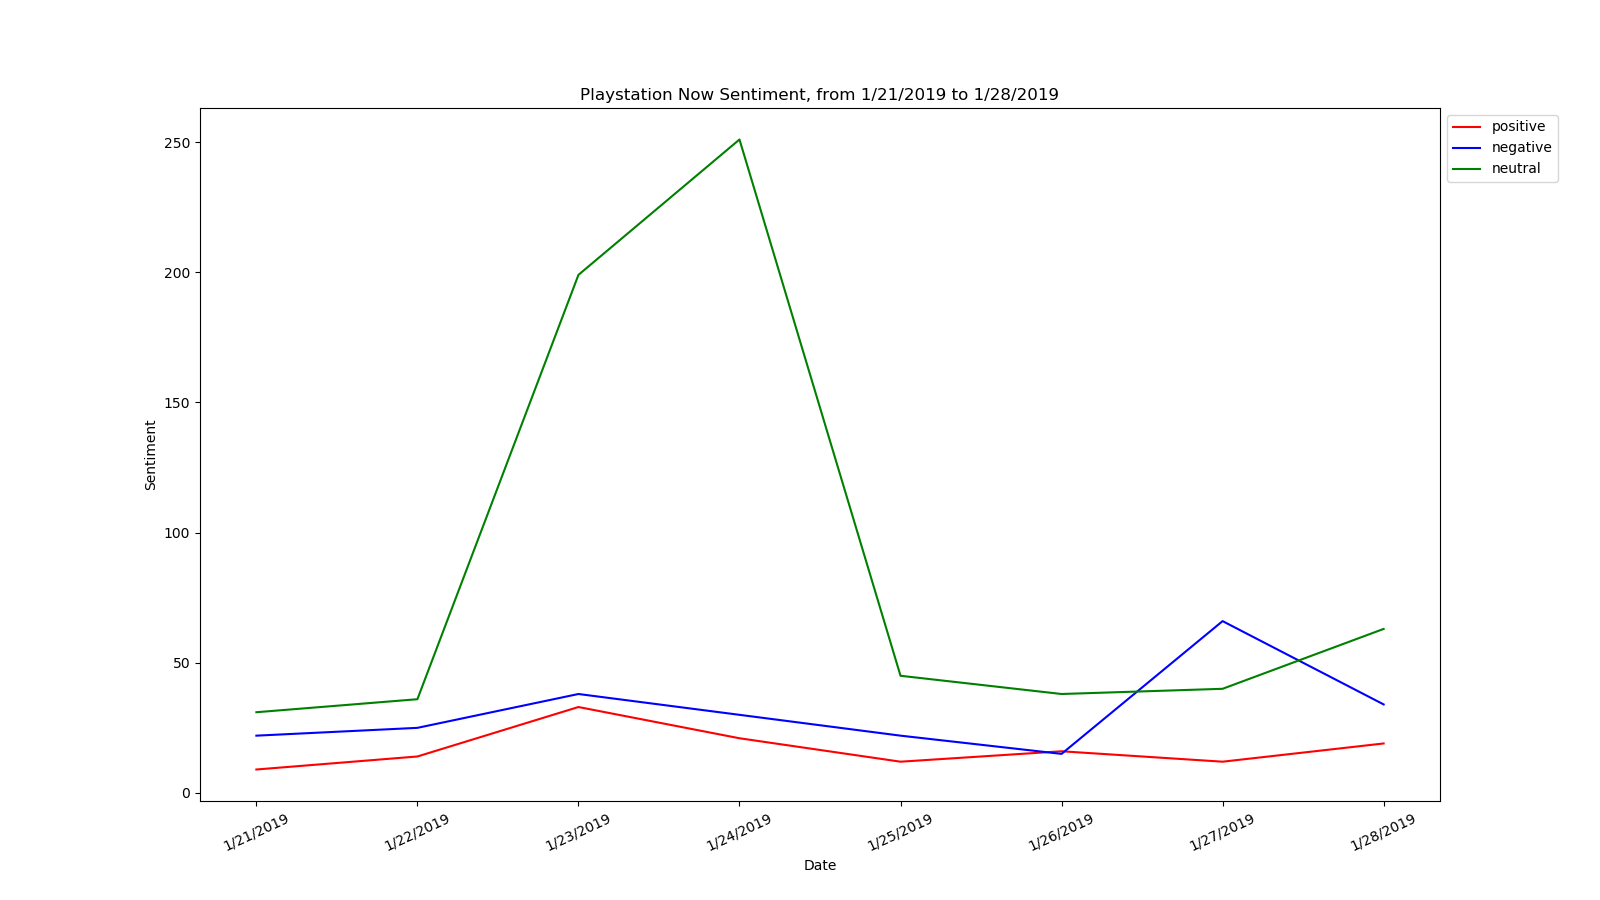 Playstation Now Sentiment, from 1/21/2019 to 1/28/2019
positive
negative
neutral
Sentiment
250
200
150
100
50
0
1/21/2019
1/22/2019
1/23/2019
1/24/2019
1/25/2019
1/26/2019
1/27/2019
1/28/2019
Date